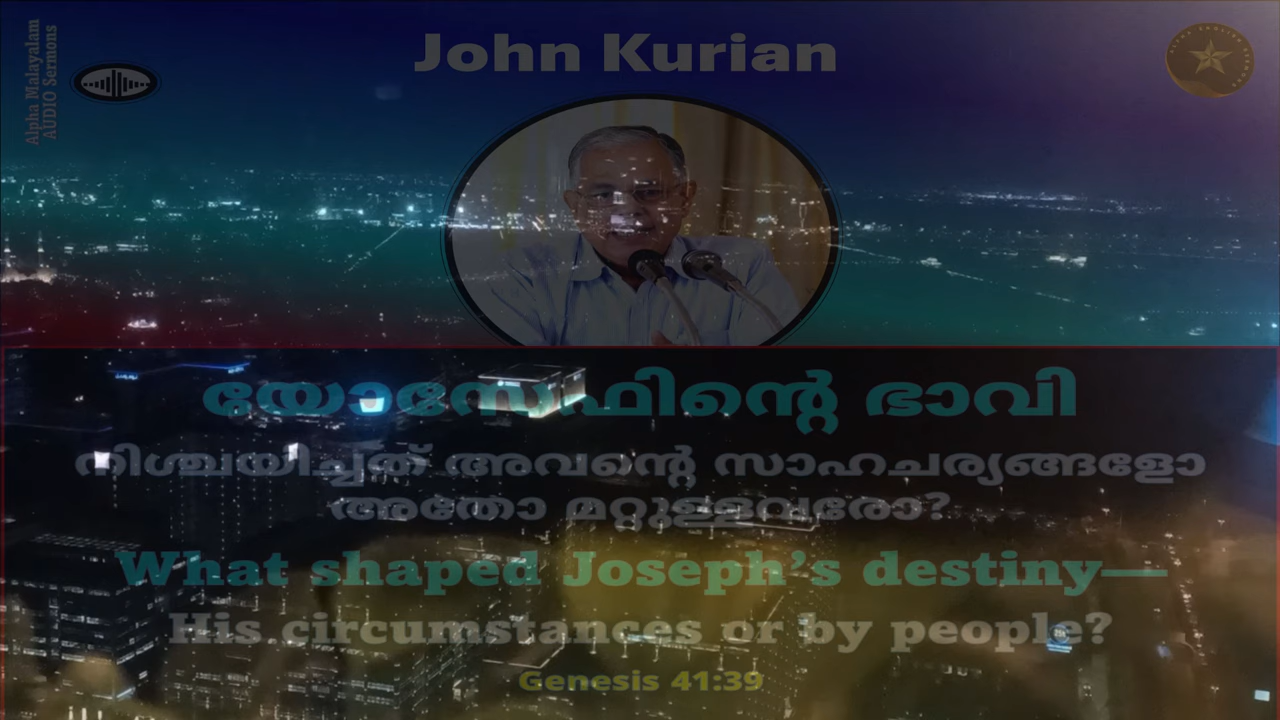 Alpha Malayalam
AUDIO Sermons
John Kurian
യോസേഫിന്റെ ഭാവി
നിശ്ചയിച്ചത് അവന്റെ സാഹചര്യങ്ങളോ
അതോ മറ്റുള്ളവരോ?
What shaped Joseph's destiny—
His circumstances or by people?
Genesis 41:39